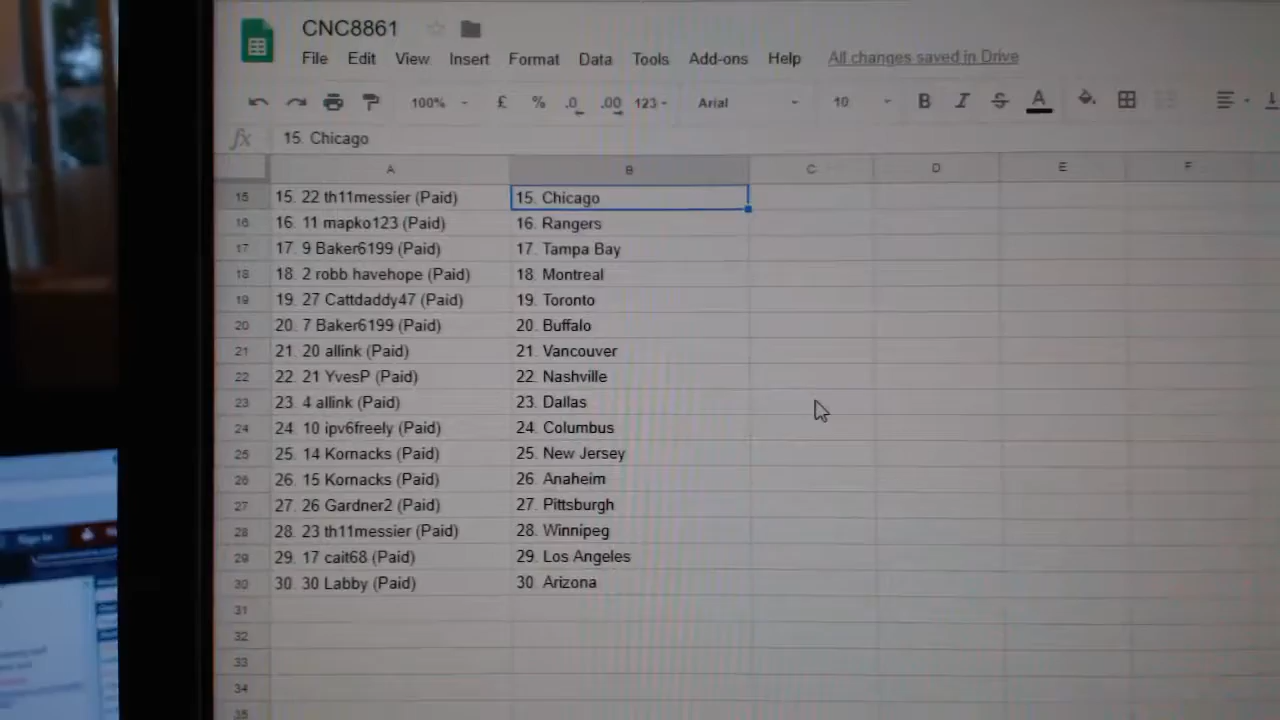 CNC8861
File Edit View Insert Format Data Tools Add-ons Help All changes saved in Drive
100% £ % .0 .00 123 Arial 10 B I S A
fx 15. Chicago
A B C D E F
15 15. 22 th11messier (Paid) 15. Chicago
16 16. 11 mapko123 (Paid) 16. Rangers
17 17. 9 Baker6199 (Paid) 17. Tampa Bay
18 18. 2 robb havehope (Paid) 18. Montreal
19 19. 27 Cattdaddy47 (Paid) 19. Toronto
20 20. 7 Baker6199 (Paid) 20. Buffalo
21 21. 20 allink (Paid) 21. Vancouver
22 22. 21 YvesP (Paid) 22. Nashville
23 23. 4 allink (Paid) 23. Dallas
24 24. 10 ipv6freely (Paid) 24. Columbus
25 25. 14 Kornacks (Paid) 25. New Jersey
26 26. 15 Kornacks (Paid) 26. Anaheim
27 27. 26 Gardner2 (Paid) 27. Pittsburgh
28 28. 23 th11messier (Paid) 28. Winnipeg
29 29. 17 cait68 (Paid) 29. Los Angeles
30 30. 30 Labby (Paid) 30. Arizona
31
32
33
34
35
Sign In